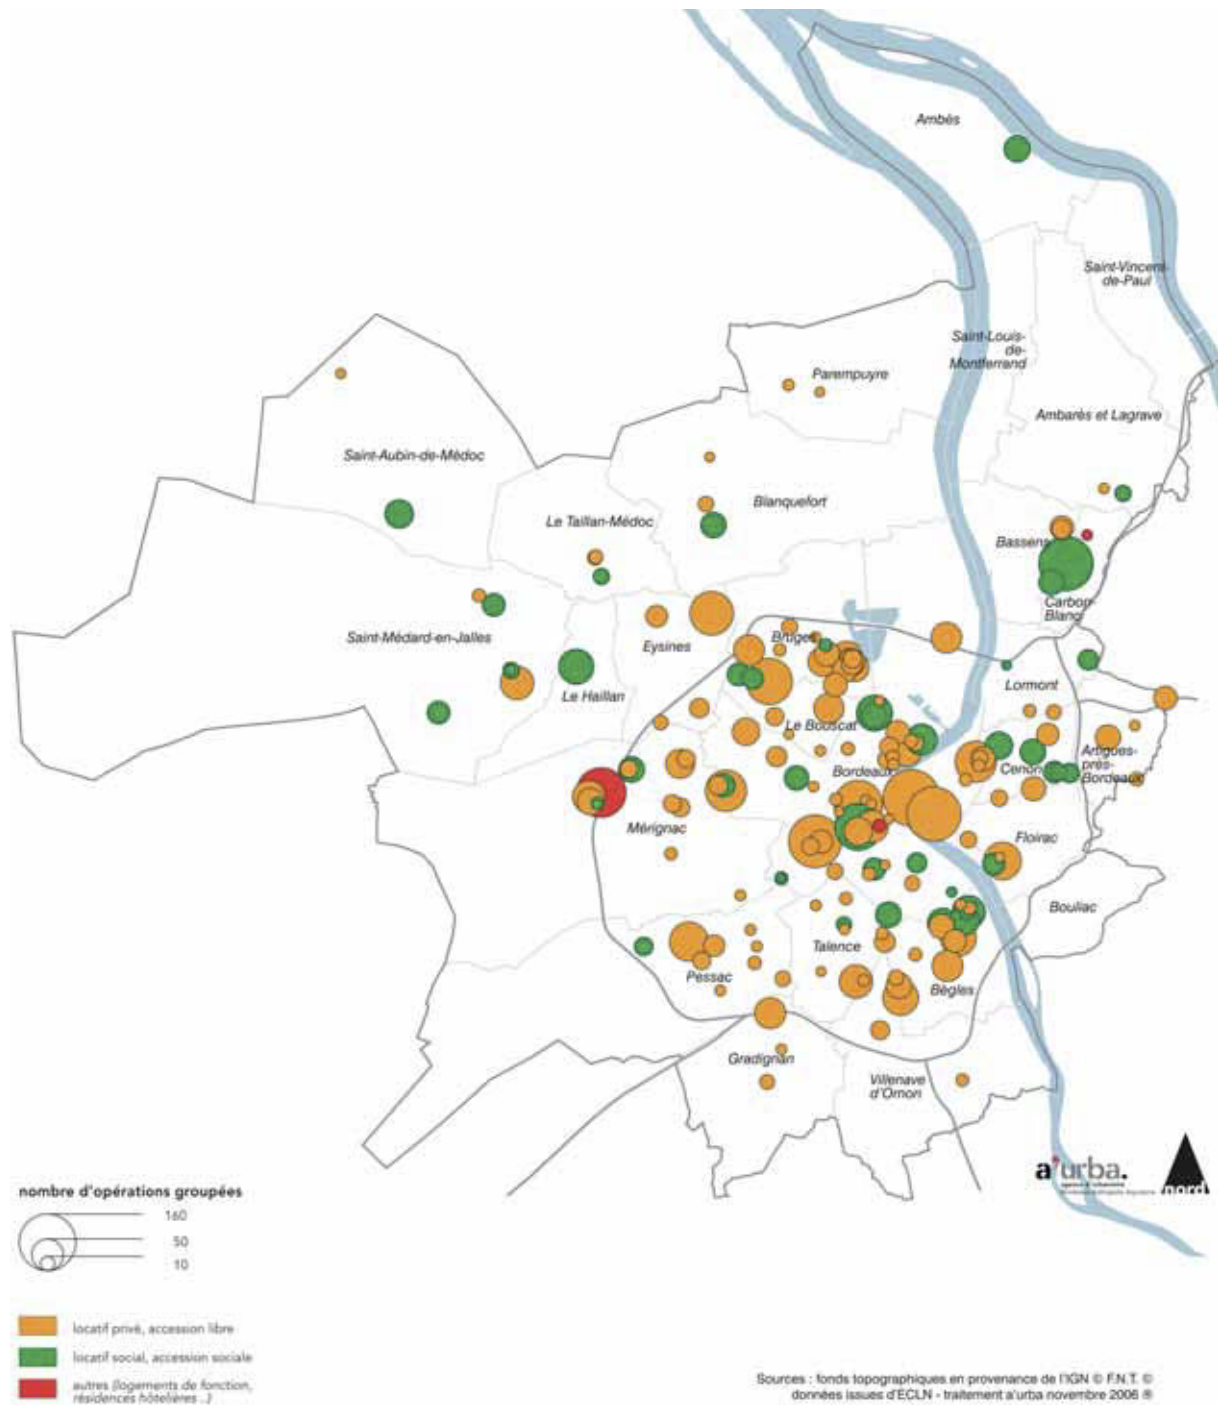 Ambès
Saint-Vincent-
de-Paul
Saint-Louis-
de-
Montferrand
Parempuyre
Ambarès et Lagrave
Saint-Aubin-de-Médoc
Blanquefort
Le Taillan-Médoc
Bassens
Carbon-
Blanc
Saint-Médard-en-Jalles
Eysines
Bruges
Le Haillan
Lormont
Le Bouscat
Artigues-
près-
Bordeaux
Bordeaux
Cenon
Mérignac
Floirac
Bouliac
Talence
Pessac
Bègles
Gradignan
Villenave
d'Ornon
a'urba.
nord
nombre d'opérations groupées
160
50
10
locatif privé, accession libre
locatif social, accession sociale
autres (logements de fonction,
résidences hôtelières ..)
Sources : fonds topographiques en provenance de l'IGN © F.N.T. ©
données issues d'ECLN - traitement a'urba novembre 2006 ®